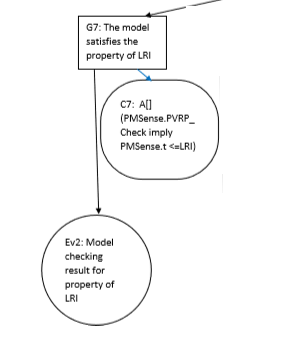 G7: The model
satisfies the
property of LRI
C7: A[]
(PMSense.PVRP_
Check imply
PMSense.t <=LRI)
Ev2: Model
checking
result for
property of
LRI